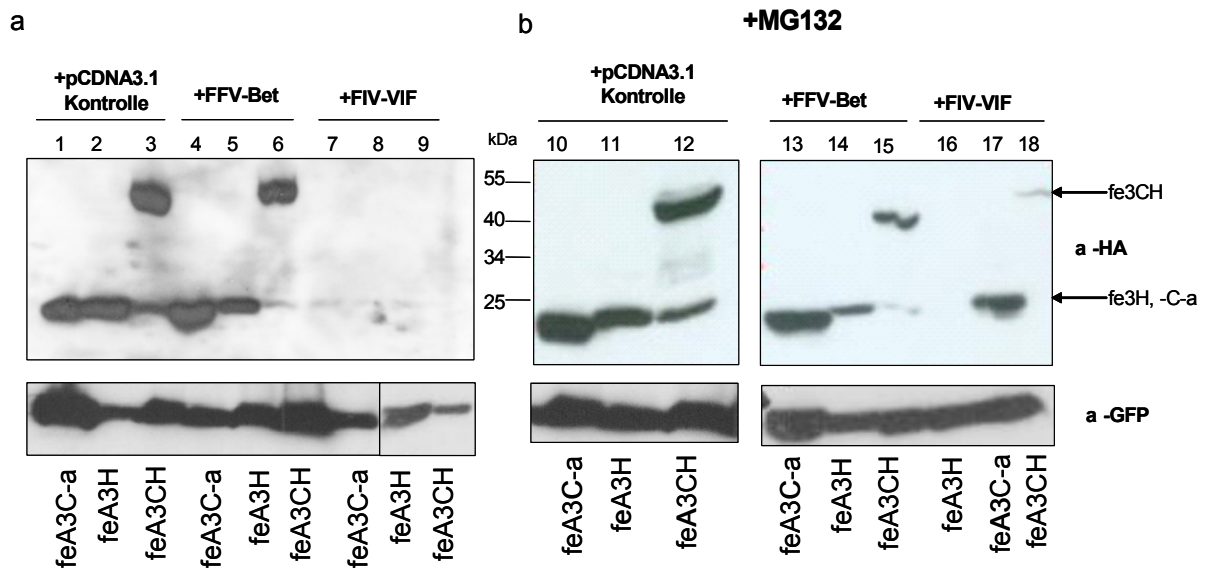 a
b
+MG132
+pCDNA3.1
Kontrolle
+FFV-Bet
+FIV-VIF
+pCDNA3.1
Kontrolle
+FFV-Bet
+FIV-VIF
1 2 3 4 5 6 7 8 9
kDa
10 11 12
13 14 15 16 17 18
55
40
34
25
fe3CH
a -HA
fe3H, -C-a
a -GFP
feA3C-a
feA3H
feA3CH
feA3C-a
feA3H
feA3CH
feA3C-a
feA3H
feA3CH
feA3C-a
feA3H
feA3CH
feA3C-a
feA3H
feA3CH
feA3H
feA3C-a
feA3CH